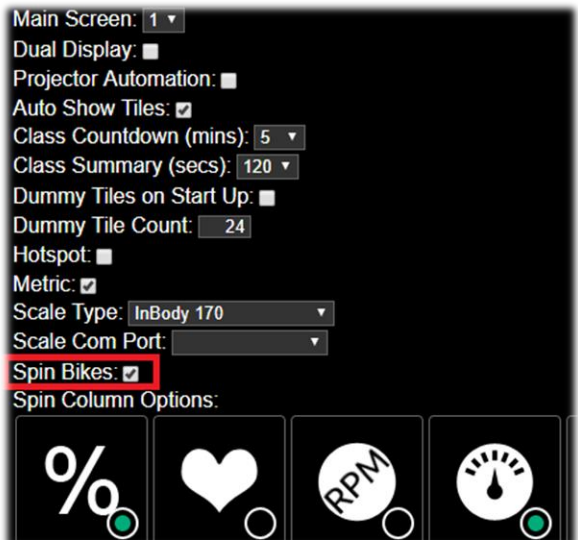 Main Screen: 1
Dual Display:
Projector Automation:
Auto Show Tiles:
Class Countdown (mins): 5
Class Summary (secs): 120
Dummy Tiles on Start Up:
Dummy Tile Count: 24
Hotspot:
Metric:
Scale Type: InBody 170
Scale Com Port:
Spin Bikes:
Spin Column Options:
% RPM